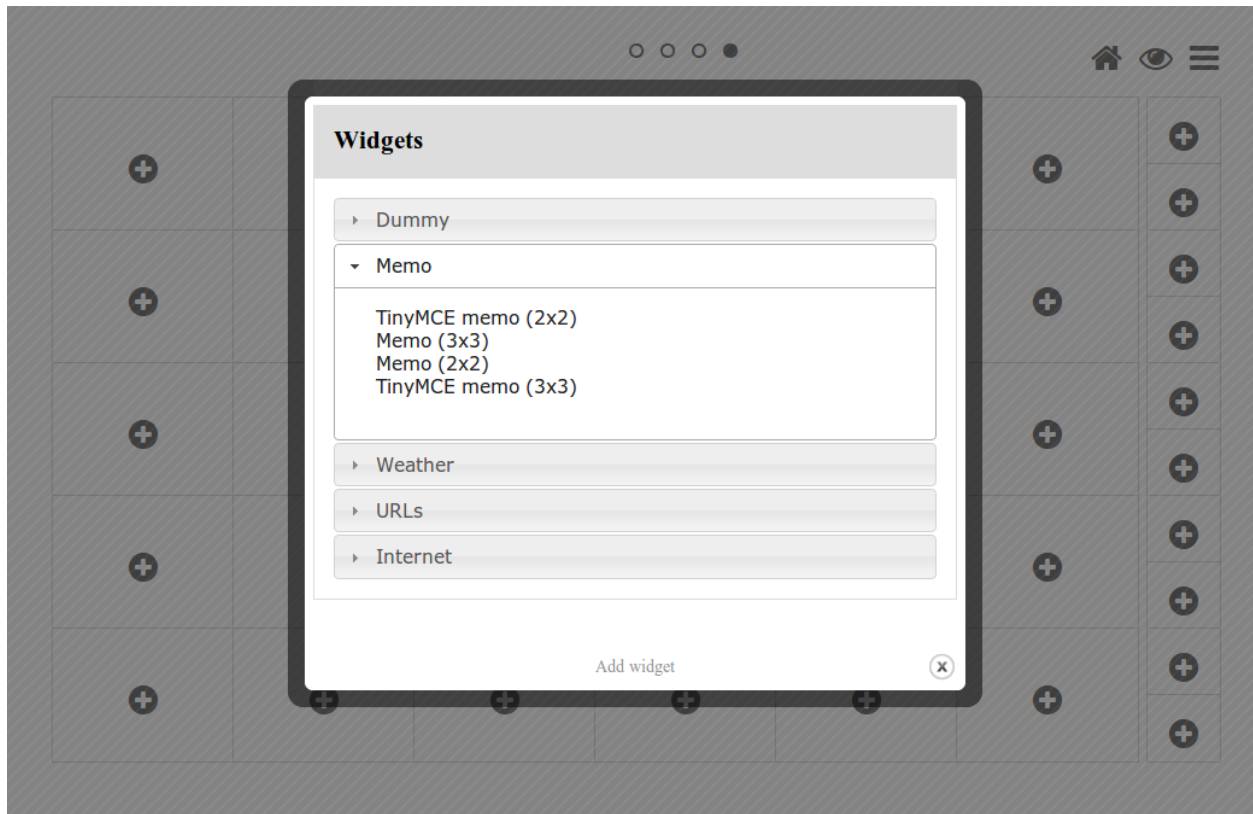 Widgets
Dummy
Memo
TinyMCE memo (2x2)
Memo (3x3)
Memo (2x2)
TinyMCE memo (3x3)
Weather
URLs
Internet
Add widget